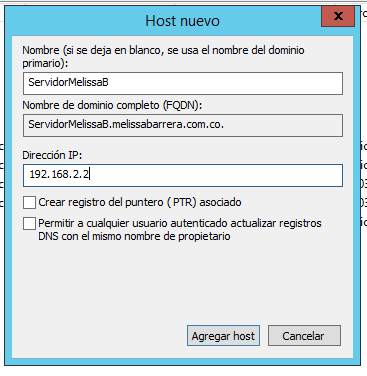 Host nuevo
x
Nombre (si se deja en blanco, se usa el nombre del dominio
primario):
ServidorMelissaB
Nombre de dominio completo (FQDN):
ServidorMelissaB.melissabarrera.com.co.
Dirección IP:
192.168.2.2
Crear registro del puntero ( PTR) asociado
Permitir a cualquier usuario autenticado actualizar registros
DNS con el mismo nombre de propietario
Agregar host
Cancelar